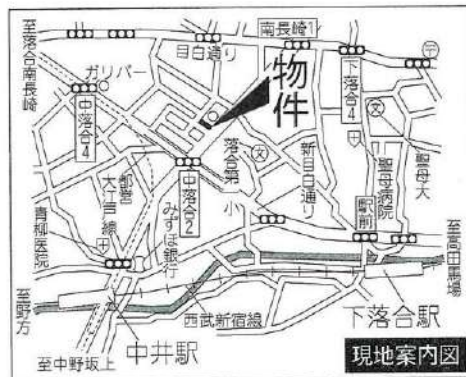 至落合南長崎
ガリバー
目白通り
南長崎1
物件
下落合4
〒
文
聖母大
中落合4
落合第一小
文
新目白通り
聖母病院
駅前
都営大江戸線
中落合2
みずほ銀行
青柳医院
至高田馬場
至野方
西武新宿線
下落合駅
中井駅
至中野坂上
現地案内図